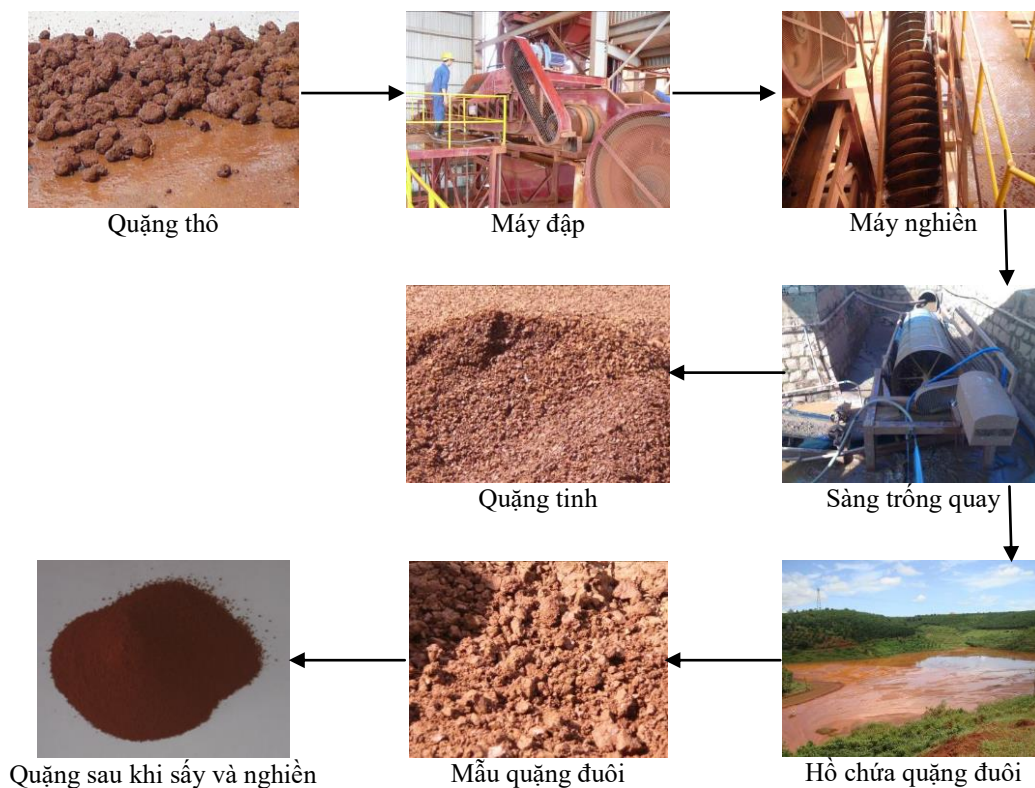 Quặng thô
Máy đập
Máy nghiền
Quặng tinh
Sàng trống quay
Quặng sau khi sấy và nghiền
Mẫu quặng đuôi
Hồ chứa quặng đuôi